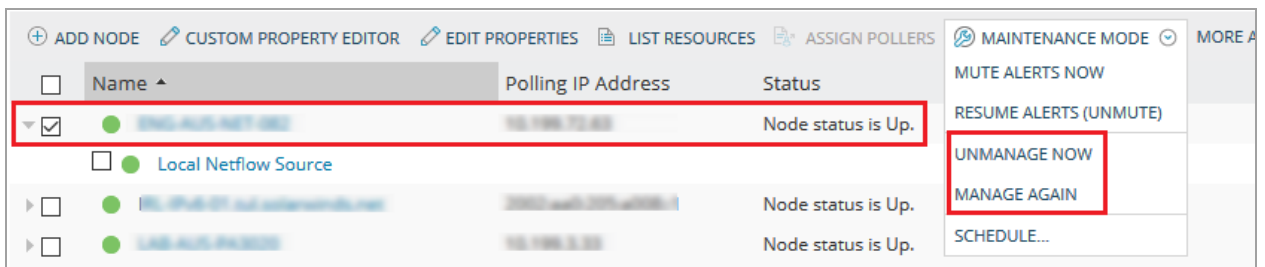 ADD NODE CUSTOM PROPERTY EDITOR EDIT PROPERTIES LIST RESOURCES ASSIGN POLLERS MAINTENANCE MODE MORE
Name Polling IP Address Status
MUTE ALERTS NOW
RESUME ALERTS (UNMUTE)
Node status is Up.
UNMANAGE NOW
Local Netflow Source
MANAGE AGAIN
Node status is Up.
SCHEDULE...
Node status is Up.